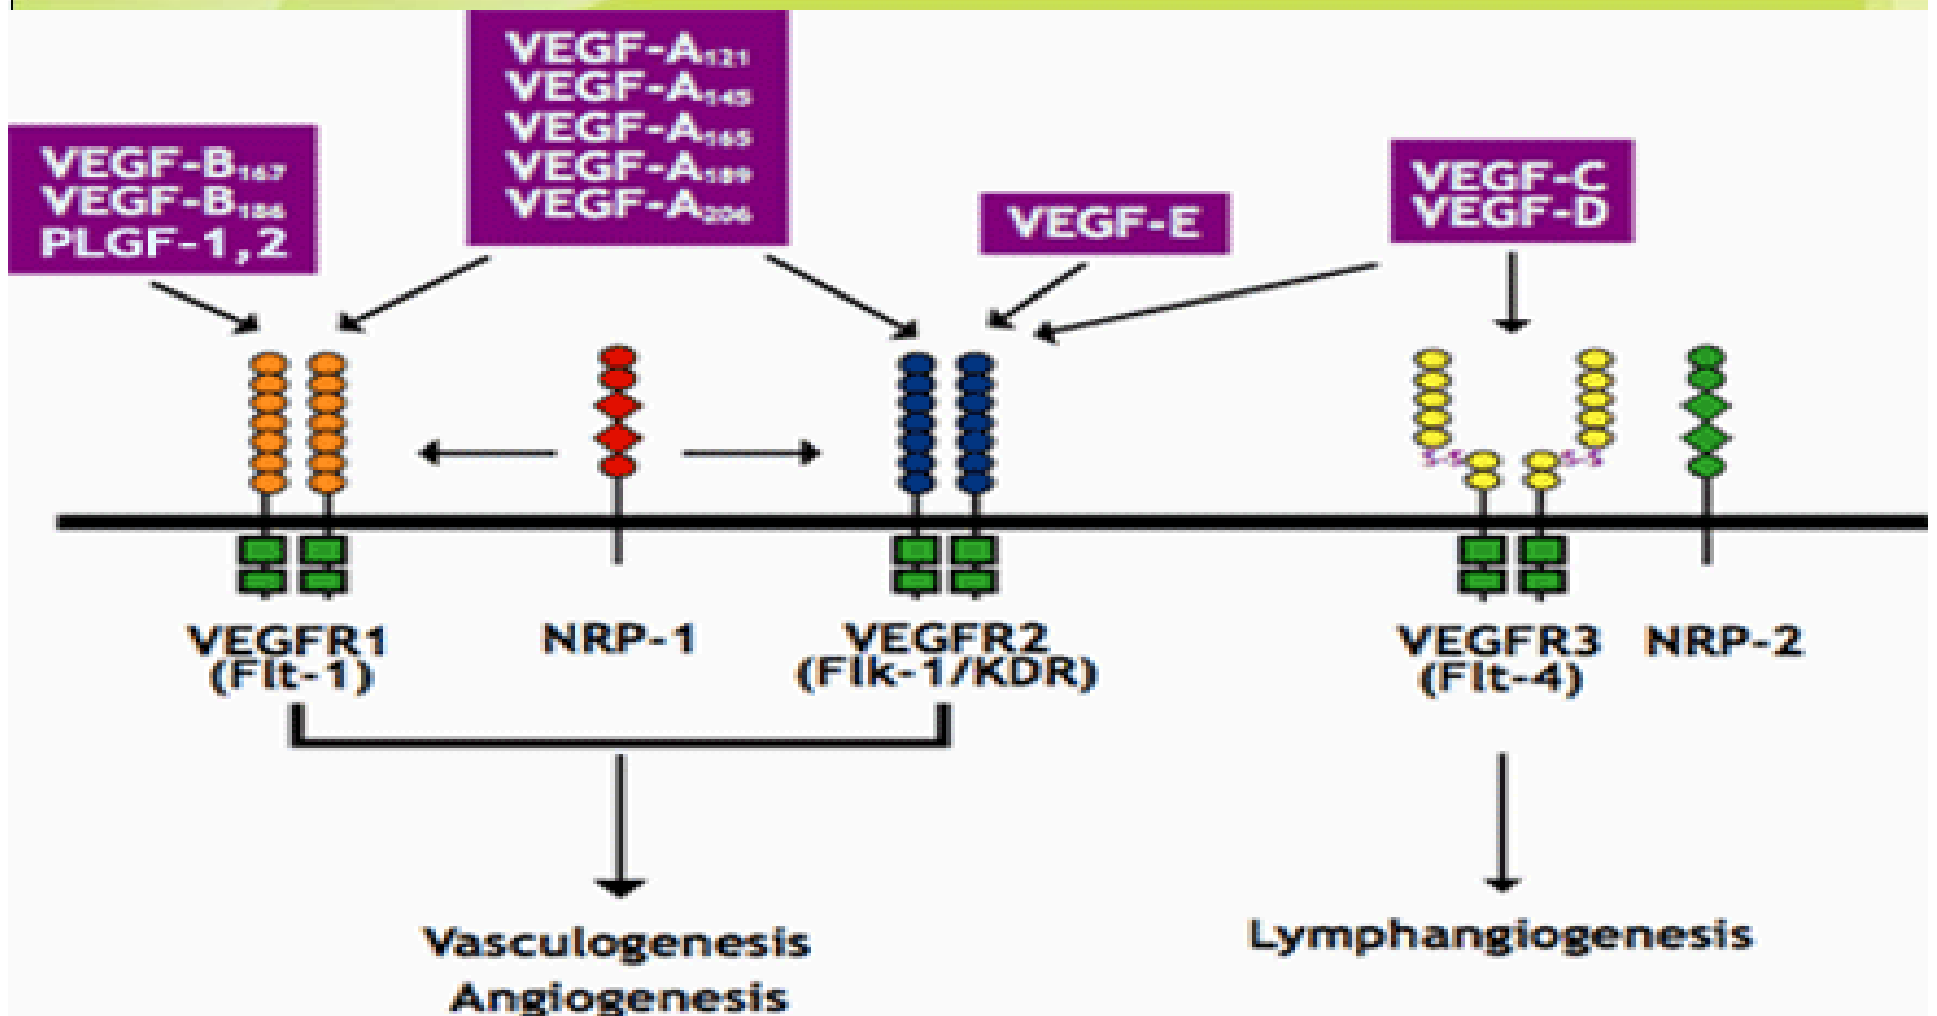 VEGF-A₁₂₁
VEGF-A₁₄₅
VEGF-A₁₆₅
VEGF-A₁₈₉
VEGF-A₂₀₆
VEGF-B₁₆₇
VEGF-B₁₈₆
PLGF-1,2
VEGF-E
VEGF-C
VEGF-D
S-S
S-S
VEGFR1
(Flt-1)
NRP-1
VEGFR2
(Flk-1/KDR)
VEGFR3
(Flt-4)
NRP-2
Vasculogenesis
Angiogenesis
Lymphangiogenesis